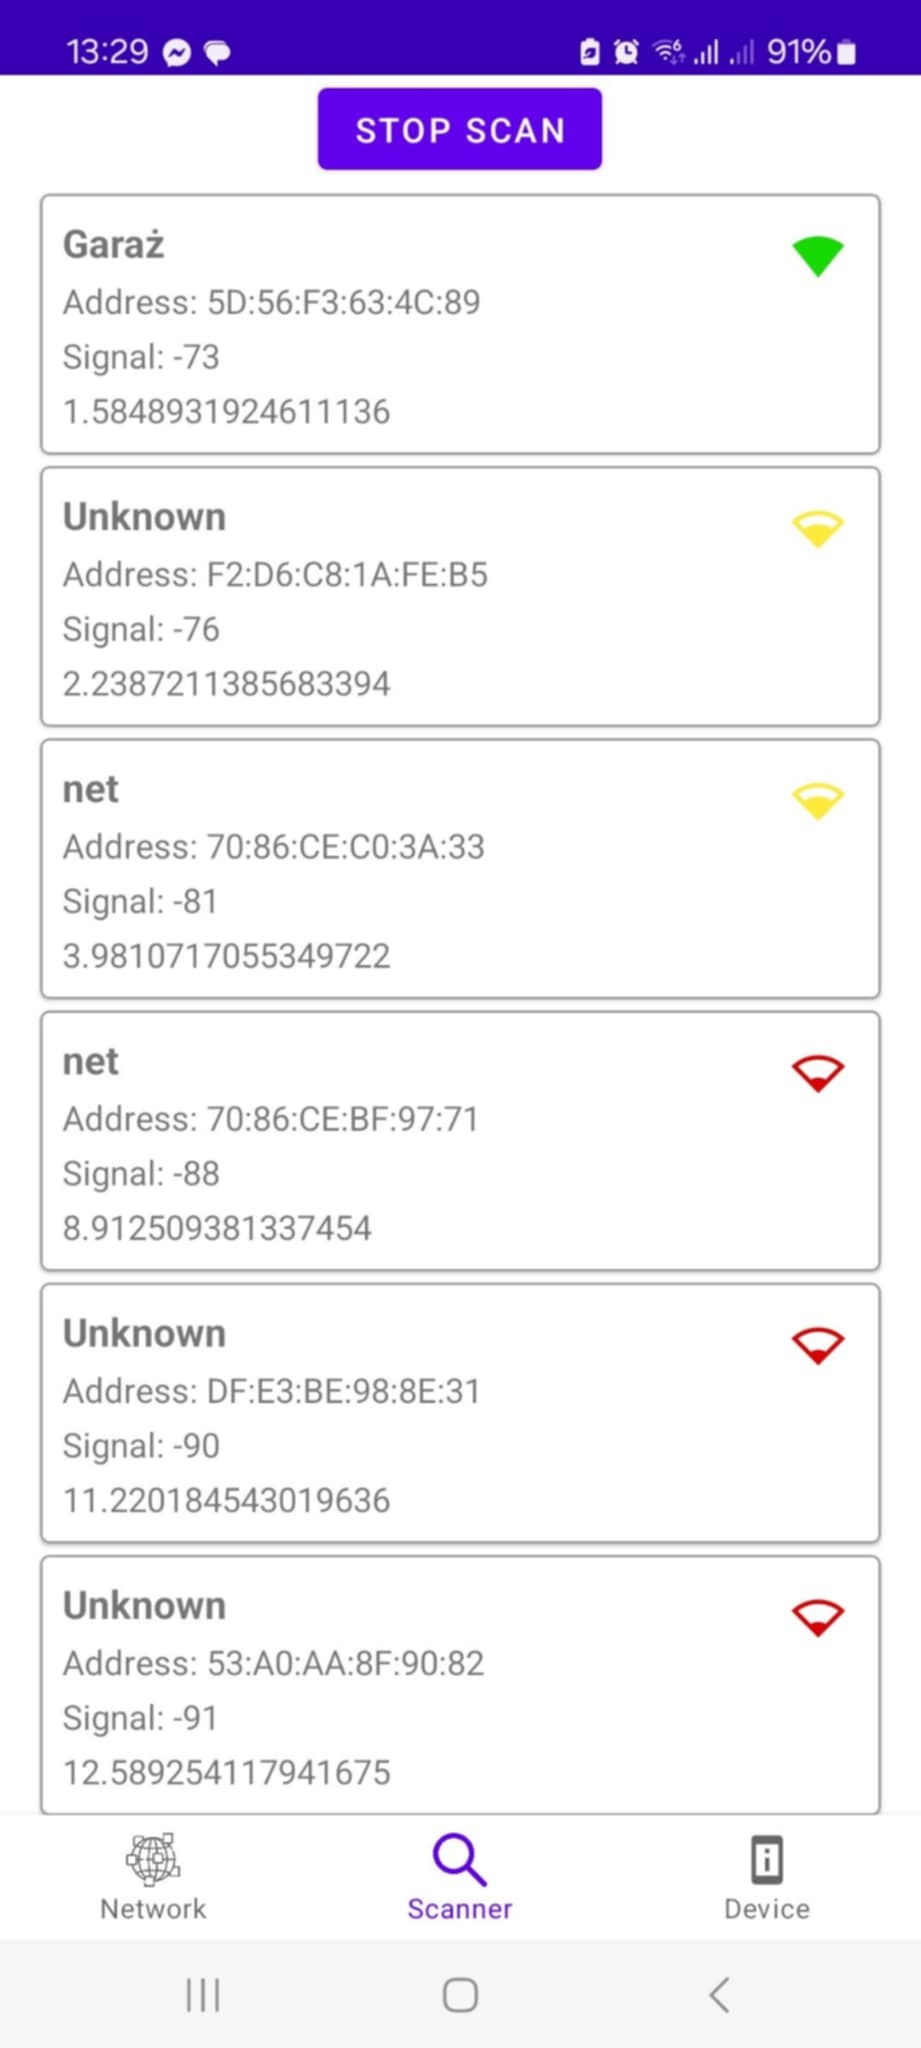 13:29 91%
STOP SCAN
Garaż
Address: 5D:56:F3:63:4C:89
Signal: -73
1.5848931924611136
Unknown
Address: F2:D6:C8:1A:FE:B5
Signal: -76
2.2387211385683394
net
Address: 70:86:CE:C0:3A:33
Signal: -81
3.9810717055349722
net
Address: 70:86:CE:BF:97:71
Signal: -88
8.912509381337454
Unknown
Address: DF:E3:BE:98:8E:31
Signal: -90
11.220184543019636
Unknown
Address: 53:A0:AA:8F:90:82
Signal: -91
12.589254117941675
Network Scanner Device